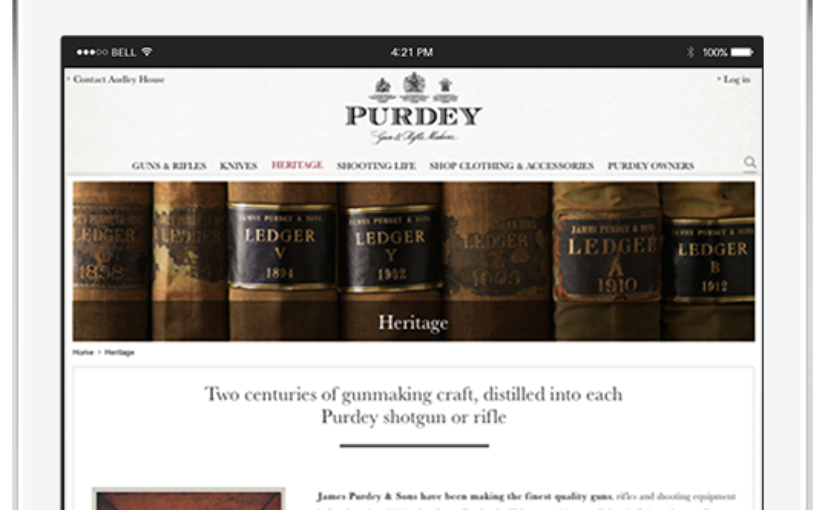 BELL
4:21 PM
100%
Contact Audley House
Log in
PURDEY
Gun & Rifle Makers
GUNS & RIFLES KNIVES HERITAGE SHOOTING LIFE SHOP CLOTHING & ACCESSORIES PURDEY OWNERS
LEDGER
1858
LEDGER
JAMES PURDEY & SONS
LEDGER
V
1894
JAMES PURDEY & SONS
LEDGER
Y
1902
LEDGER
Z
1909
JAMES PURDEY & SONS
LEDGER
A
1910
JAMES PURDEY & SONS
LEDGER
B
1912
Heritage
Home • Heritage
Two centuries of gunmaking craft, distilled into each
Purdey shotgun or rifle
James Purdey & Sons have been making the finest quality guns, rifles and shooting equipment